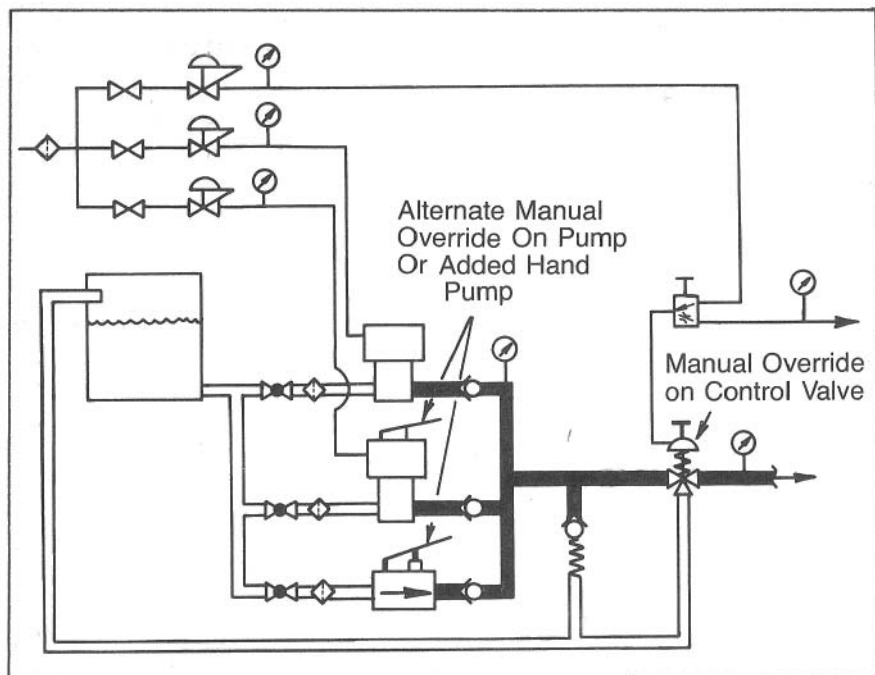 Alternate Manual
Override On Pump
Or Added Hand
Pump
Manual Override
on Control Valve